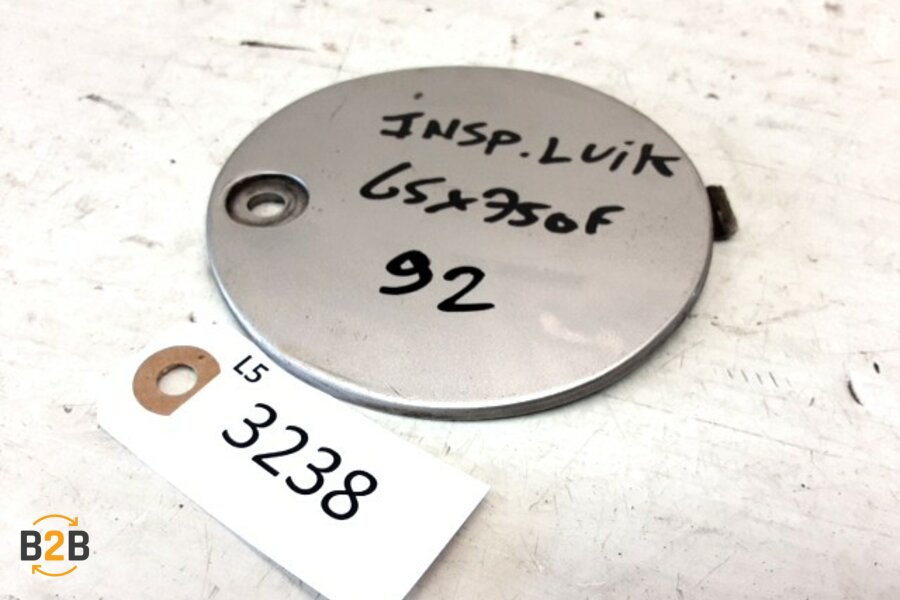 INSP. LUiK
GSX750F
92
L5
3238
B2B